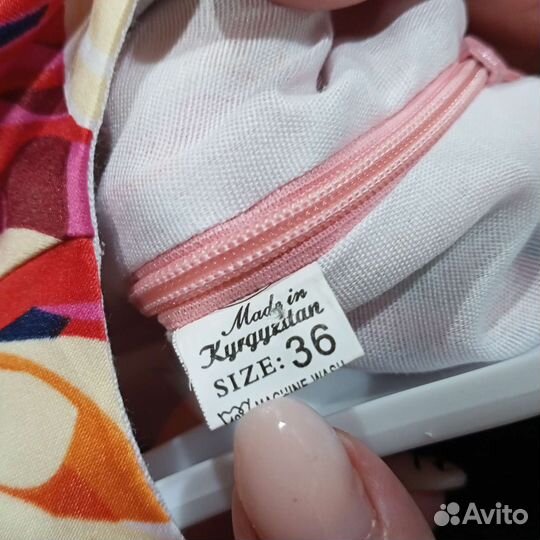 Made in
Kyrgyzstan
SIZE: 36
MACHINE WASH
Avito